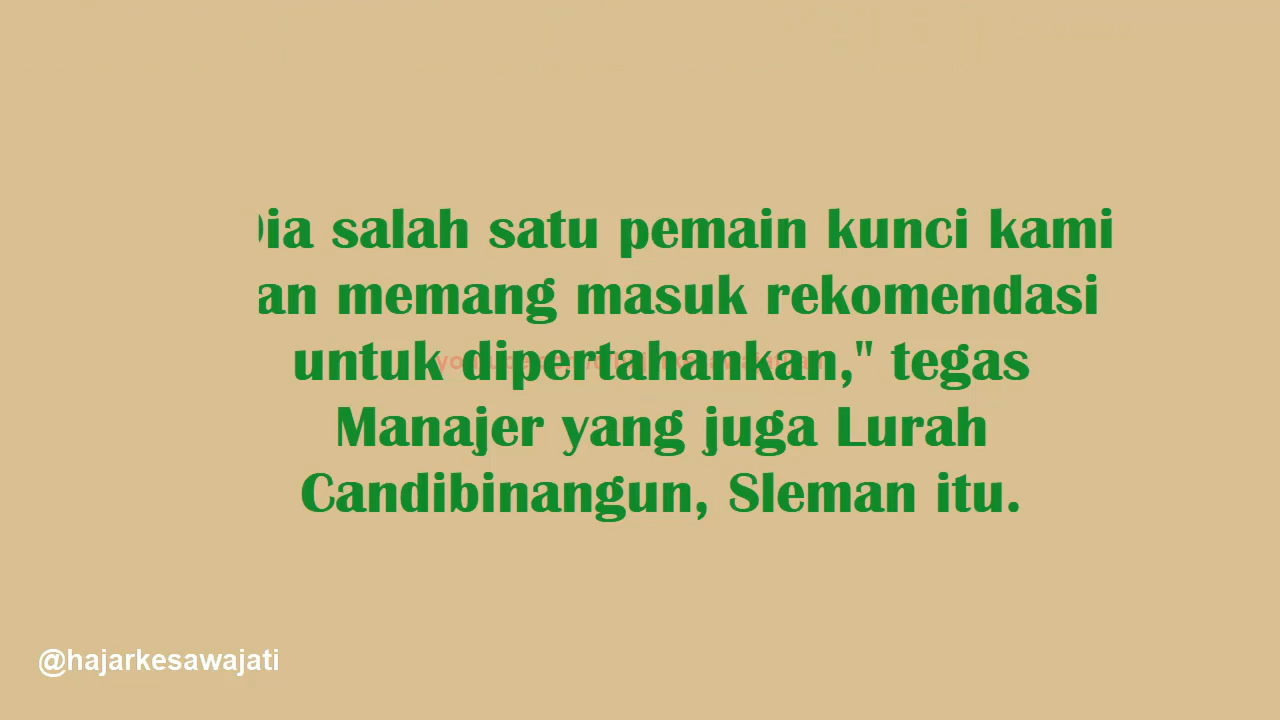 Dia salah satu pemain kunci kami
an memang masuk rekomendasi
untuk dipertahankan," tegas
Manajer yang juga Lurah
Candibinangun, Sleman itu.
@hajarkesawajati